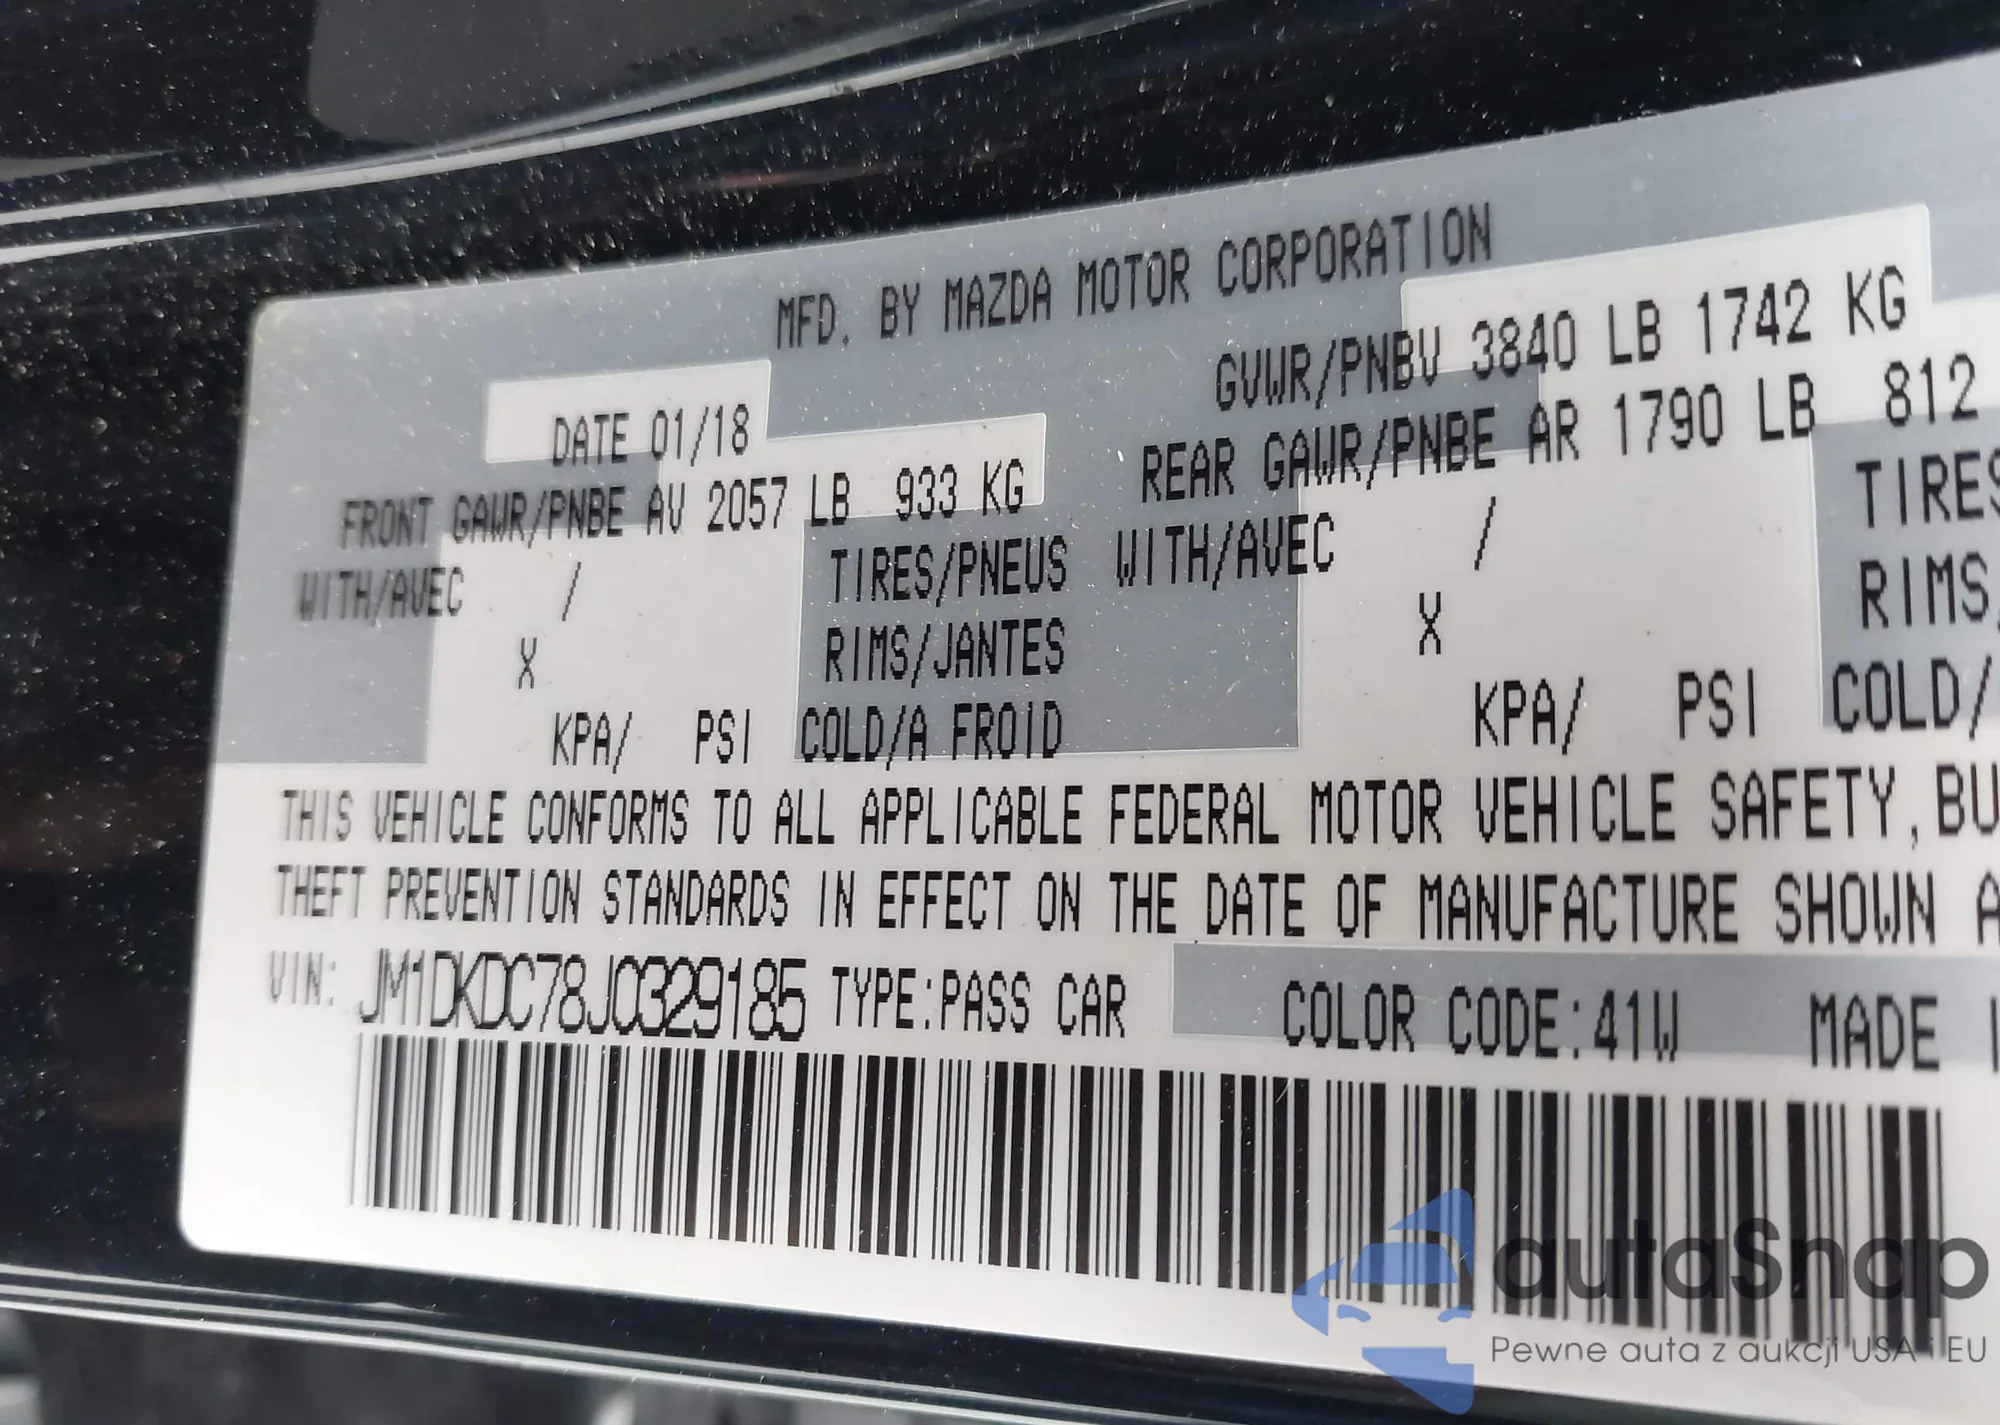 MFD. BY MAZDA MOTOR CORPORATION
DATE 01/18 GVWR/PNBV 3840 LB 1742 KG
FRONT GAWR/PNBE AV 2057 LB 933 KG REAR GAWR/PNBE AR 1790 LB 812
WITH/AVEC / TIRES/PNEUS WITH/AVEC / TIRES
X RIMS/JANTES X RIMS/
KPA/ PSI COLD/A FROID KPA/ PSI COLD/
THIS VEHICLE CONFORMS TO ALL APPLICABLE FEDERAL MOTOR VEHICLE SAFETY, BU
THEFT PREVENTION STANDARDS IN EFFECT ON THE DATE OF MANUFACTURE SHOWN A
VIN: JM1DKDC78J0329185 TYPE:PASS CAR COLOR CODE:41W MADE I
autaSnap
Pewne auta z aukcji USA i EU